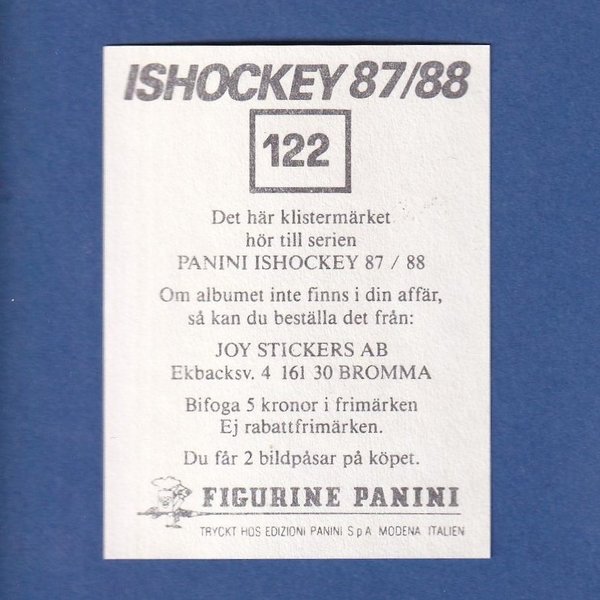 ISHOCKEY 87/88
122
Det här klistermärket
hör till serien
PANINI ISHOCKEY 87 / 88
Om albumet inte finns i din affär,
så kan du beställa det från:
JOY STICKERS AB
Ekbacksv. 4 161 30 BROMMA
Bifoga 5 kronor i frimärken
Ej rabattfrimärken.
Du får 2 bildpåsar på köpet.
FIGURINE PANINI
TRYCKT HOS EDIZIONI PANINI S p A MODENA ITALIEN